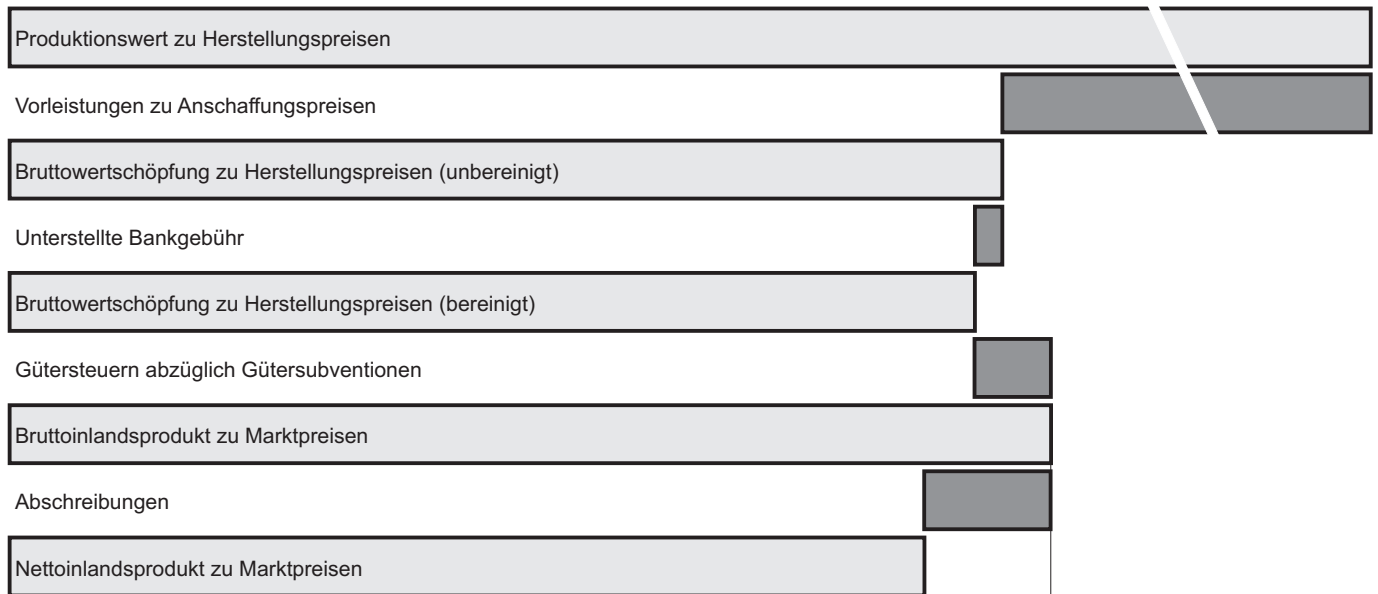 Produktionswert zu Herstellungspreisen
Vorleistungen zu Anschaffungspreisen
Bruttowertschöpfung zu Herstellungspreisen (unbereinigt)
Unterstellte Bankgebühr
Bruttowertschöpfung zu Herstellungspreisen (bereinigt)
Gütersteuern abzüglich Gütersubventionen
Bruttoinlandsprodukt zu Marktpreisen
Abschreibungen
Nettoinlandsprodukt zu Marktpreisen